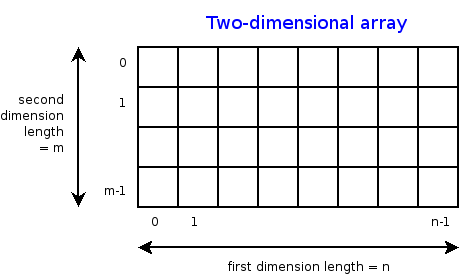 Two-dimensional array
0
second
dimension
length
= m
1
m-1
0 1 n-1
first dimension length = n